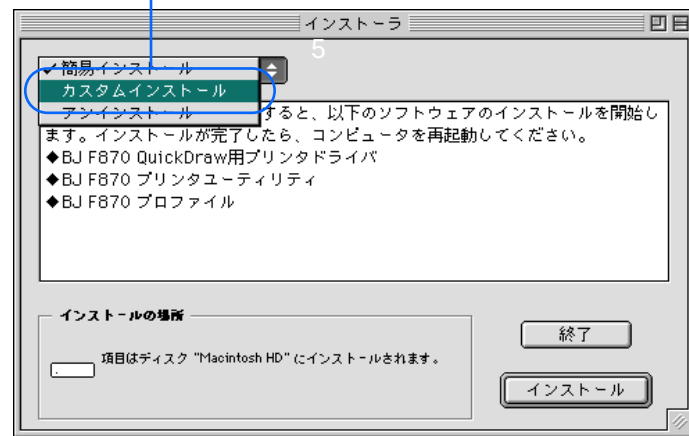 インストーラ
5
✓簡易インストール
カスタムインストール
アンインストール すると、以下のソフトウェアのインストールを開始し
ます。インストールが完了したら、コンピュータを再起動してください。
◆BJ F870 QuickDraw用プリンタドライバ
◆BJ F870 プリンタユーティリティ
◆BJ F870 プロファイル
インストールの場所
項目はディスク "Macintosh HD" にインストールされます。
終了
インストール